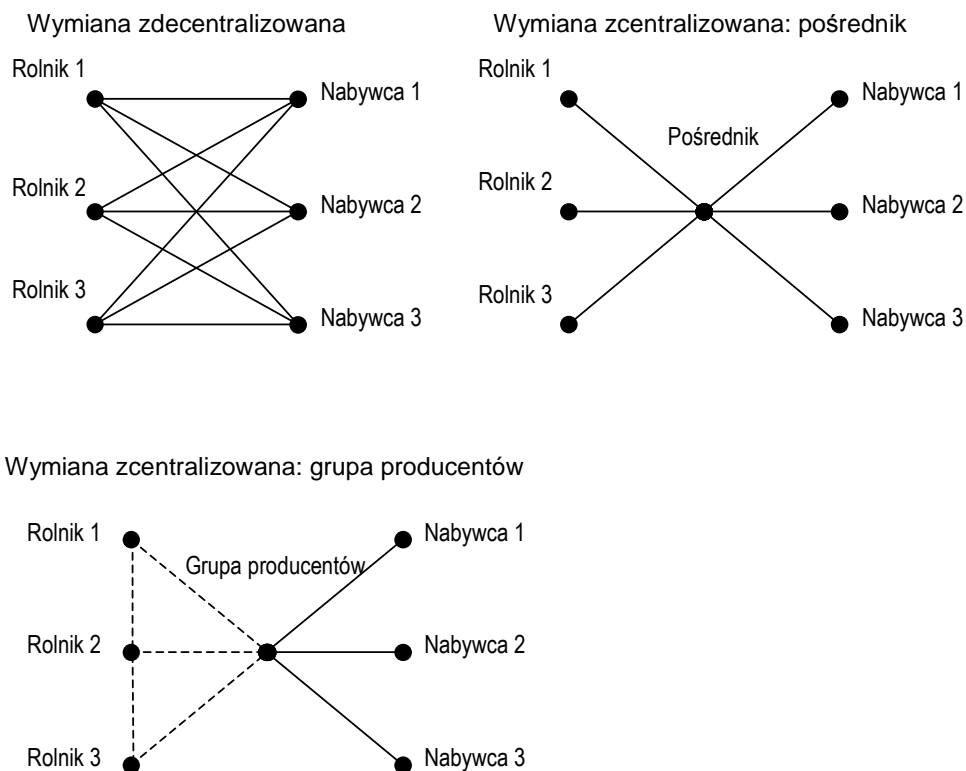 Wymiana zdecentralizowana
Rolnik 1
Nabywca 1
Rolnik 2
Nabywca 2
Rolnik 3
Nabywca 3
Wymiana zcentralizowana: pośrednik
Rolnik 1
Nabywca 1
Pośrednik
Rolnik 2
Nabywca 2
Rolnik 3
Nabywca 3
Wymiana zcentralizowana: grupa producentów
Rolnik 1
Nabywca 1
Grupa producentów
Rolnik 2
Nabywca 2
Rolnik 3
Nabywca 3